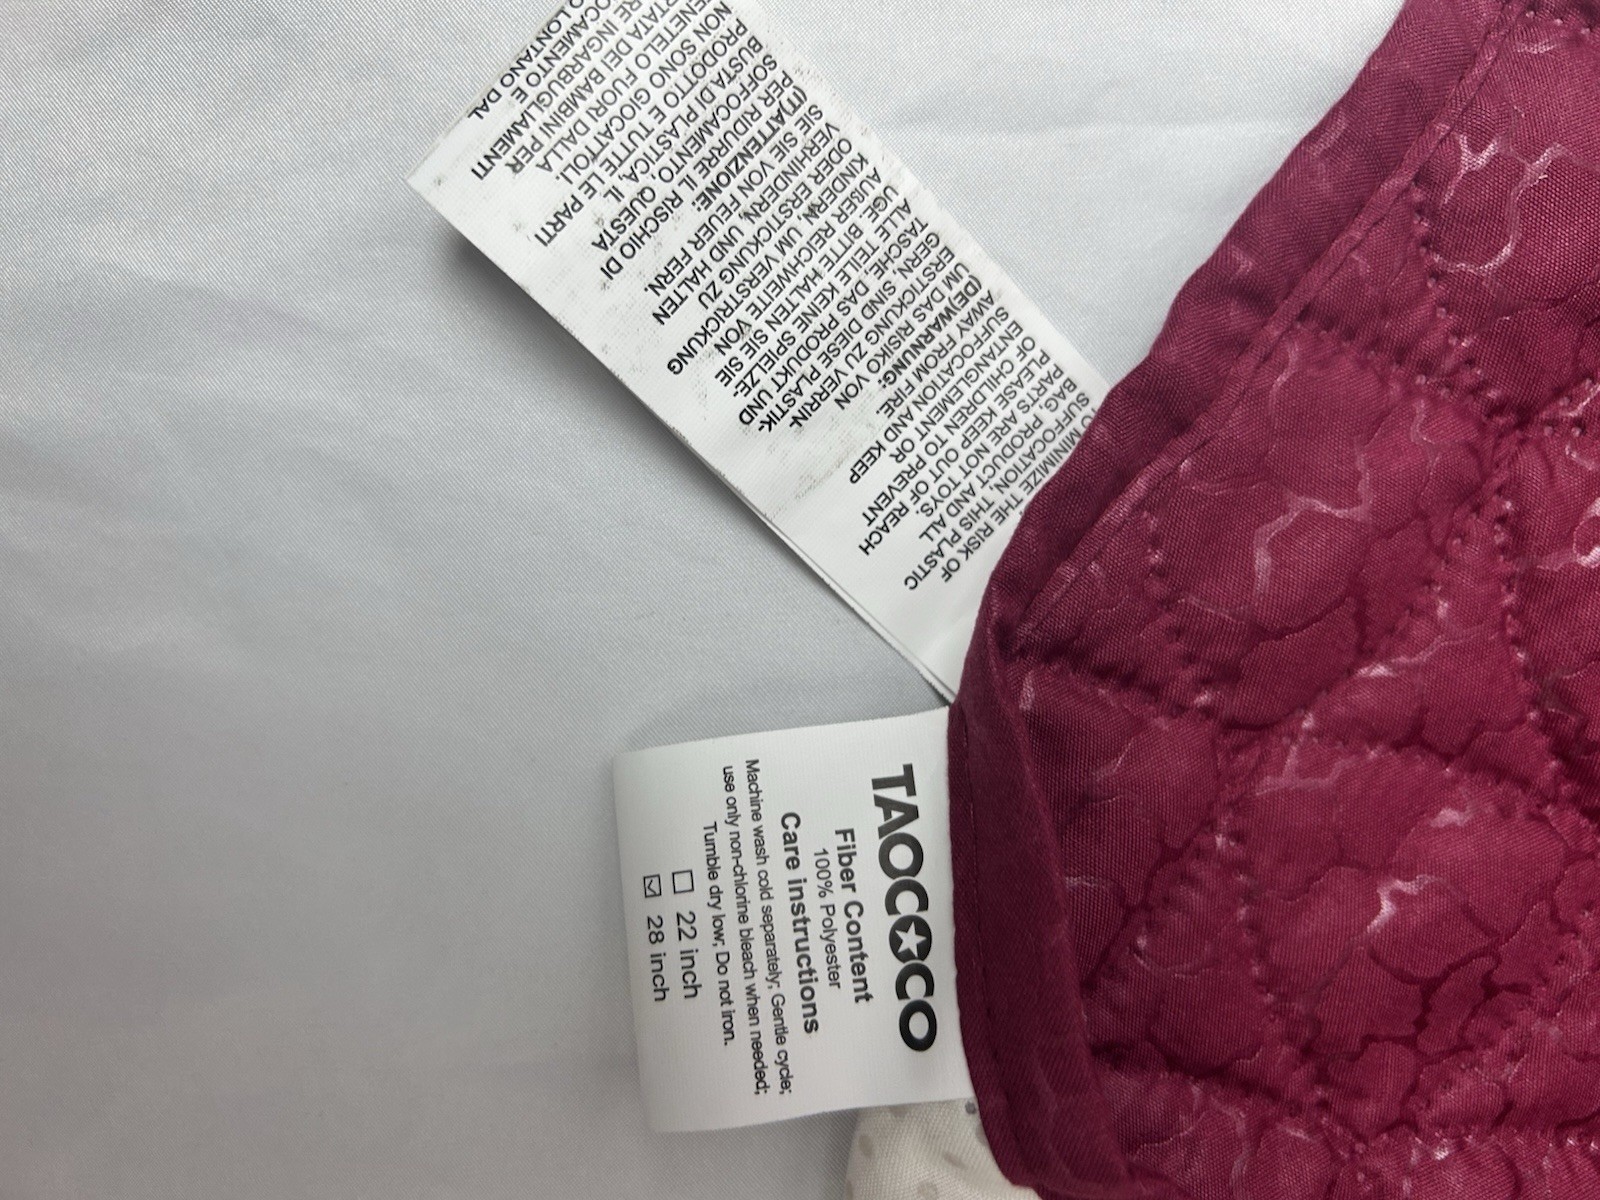 TAOCOCO
Fiber Content
100% Polyester
Care instructions
Machine wash cold separately; Gentle cycle;
use only non-chlorine bleach when needed;
Tumble dry low; Do not iron.
22 inch
28 inch
TO MINIMIZE THE RISK OF
SUFFOCATION, THIS PLASTIC
BAG, PRODUCT AND ALL
PARTS ARE NOT TOYS.
PLEASE KEEP OUT OF REACH
OF CHILDREN TO PREVENT
ENTANGLEMENT OR
SUFFOCATION AND KEEP
AWAY FROM FIRE.
(DE)WARNUNG:
UM DAS RISIKO VON
ERSTICKUNG ZU VERRIN-
GERN, SIND DIESE PLASTIK-
TASCHE, DAS PRODUKT UND
ALLE TEILE KEINE SPIELZE-
UGE. BITTE HALTEN SIE SIE
AUßER REICHWEITE VON
KINDERN, UM VERSTRICKUNG
ODER ERSTICKUNG ZU
VERHINDERN, UND HALTEN
SIE SIE VON FEUER FERN.
(IT)ATTENZIONE:
PER RIDURRE IL RISCHIO DI
SOFFOCAMENTO, QUESTA
BUSTA DI PLASTICA, IL
PRODOTTO E TUTTE LE PARTI
NON SONO GIOCATTOLI.
TENETELO FUORI DALLA
PORTATA DEI BAMBINI PER
INGARBUGLIAMENTI
E
LONTANO DAL